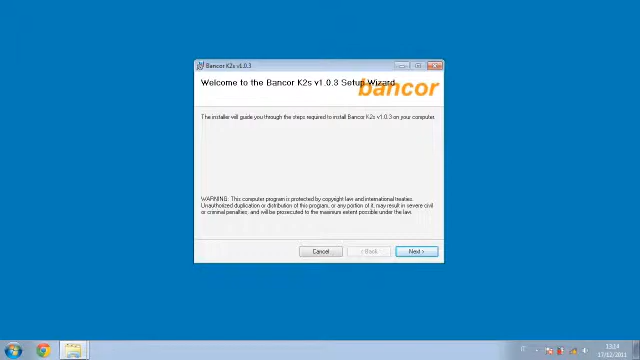 Bancor K2s v1.0.3
Welcome to the Bancor K2s v1.0.3 Setup Wizard
bancor
The installer will guide you through the steps required to install Bancor K2s v1.0.3 on your computer.
WARNING: This computer program is protected by copyright law and international treaties.
Unauthorized duplication or distribution of this program, or any portion of it, may result in severe civil
or criminal penalties, and will be prosecuted to the maximum extent possible under the law.
Cancel
< Back
Next >
13:24
17/12/2011